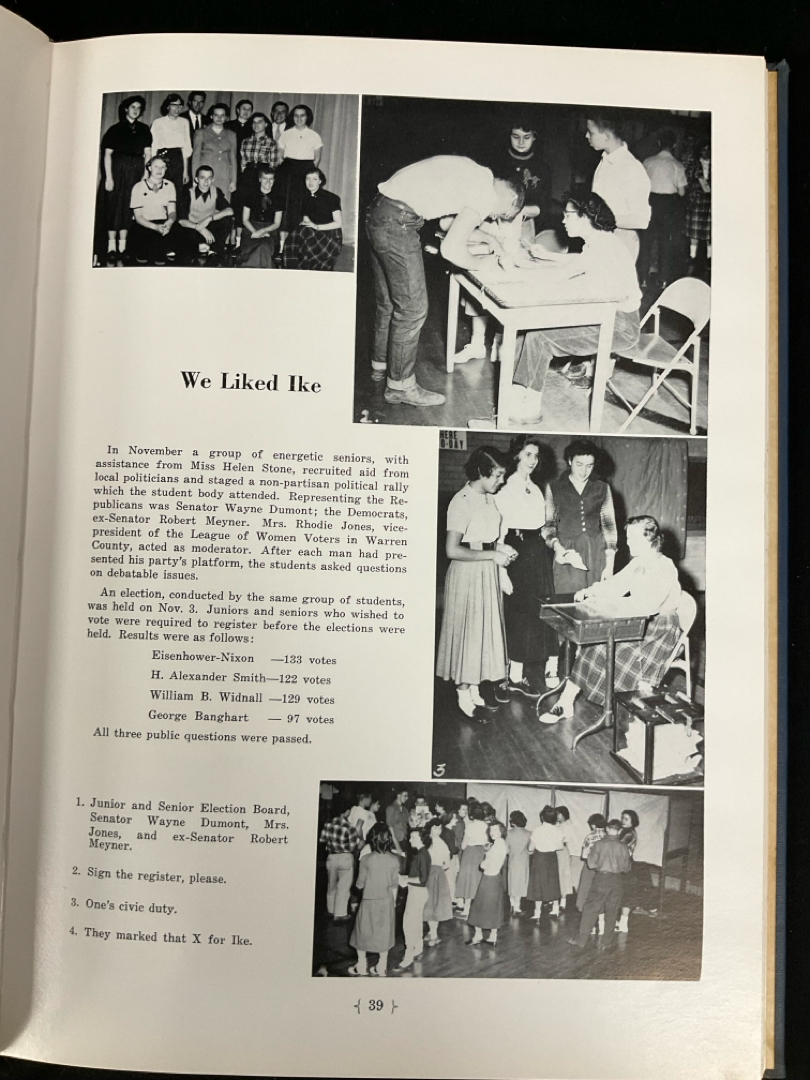 We Liked Ike
In November a group of energetic seniors, with
assistance from Miss Helen Stone, recruited aid from
local politicians and staged a non-partisan political rally
which the student body attended. Representing the Re-
publicans was Senator Wayne Dumont; the Democrats,
ex-Senator Robert Meyner. Mrs. Rhodie Jones, vice-
president of the League of Women Voters in Warren
County, acted as moderator. After each man had pre-
sented his party's platform, the students asked questions
on debatable issues.
An election, conducted by the same group of students,
was held on Nov. 3. Juniors and seniors who wished to
vote were required to register before the elections were
held. Results were as follows:
Eisenhower-Nixon —133 votes
H. Alexander Smith—122 votes
William B. Widnall —129 votes
George Banghart — 97 votes
All three public questions were passed.
1. Junior and Senior Election Board,
Senator Wayne Dumont, Mrs.
Jones, and ex-Senator Robert
Meyner.
2. Sign the register, please.
3. One's civic duty.
4. They marked that X for Ike.
2.
HERE
O-DAY
3
{ 39 }